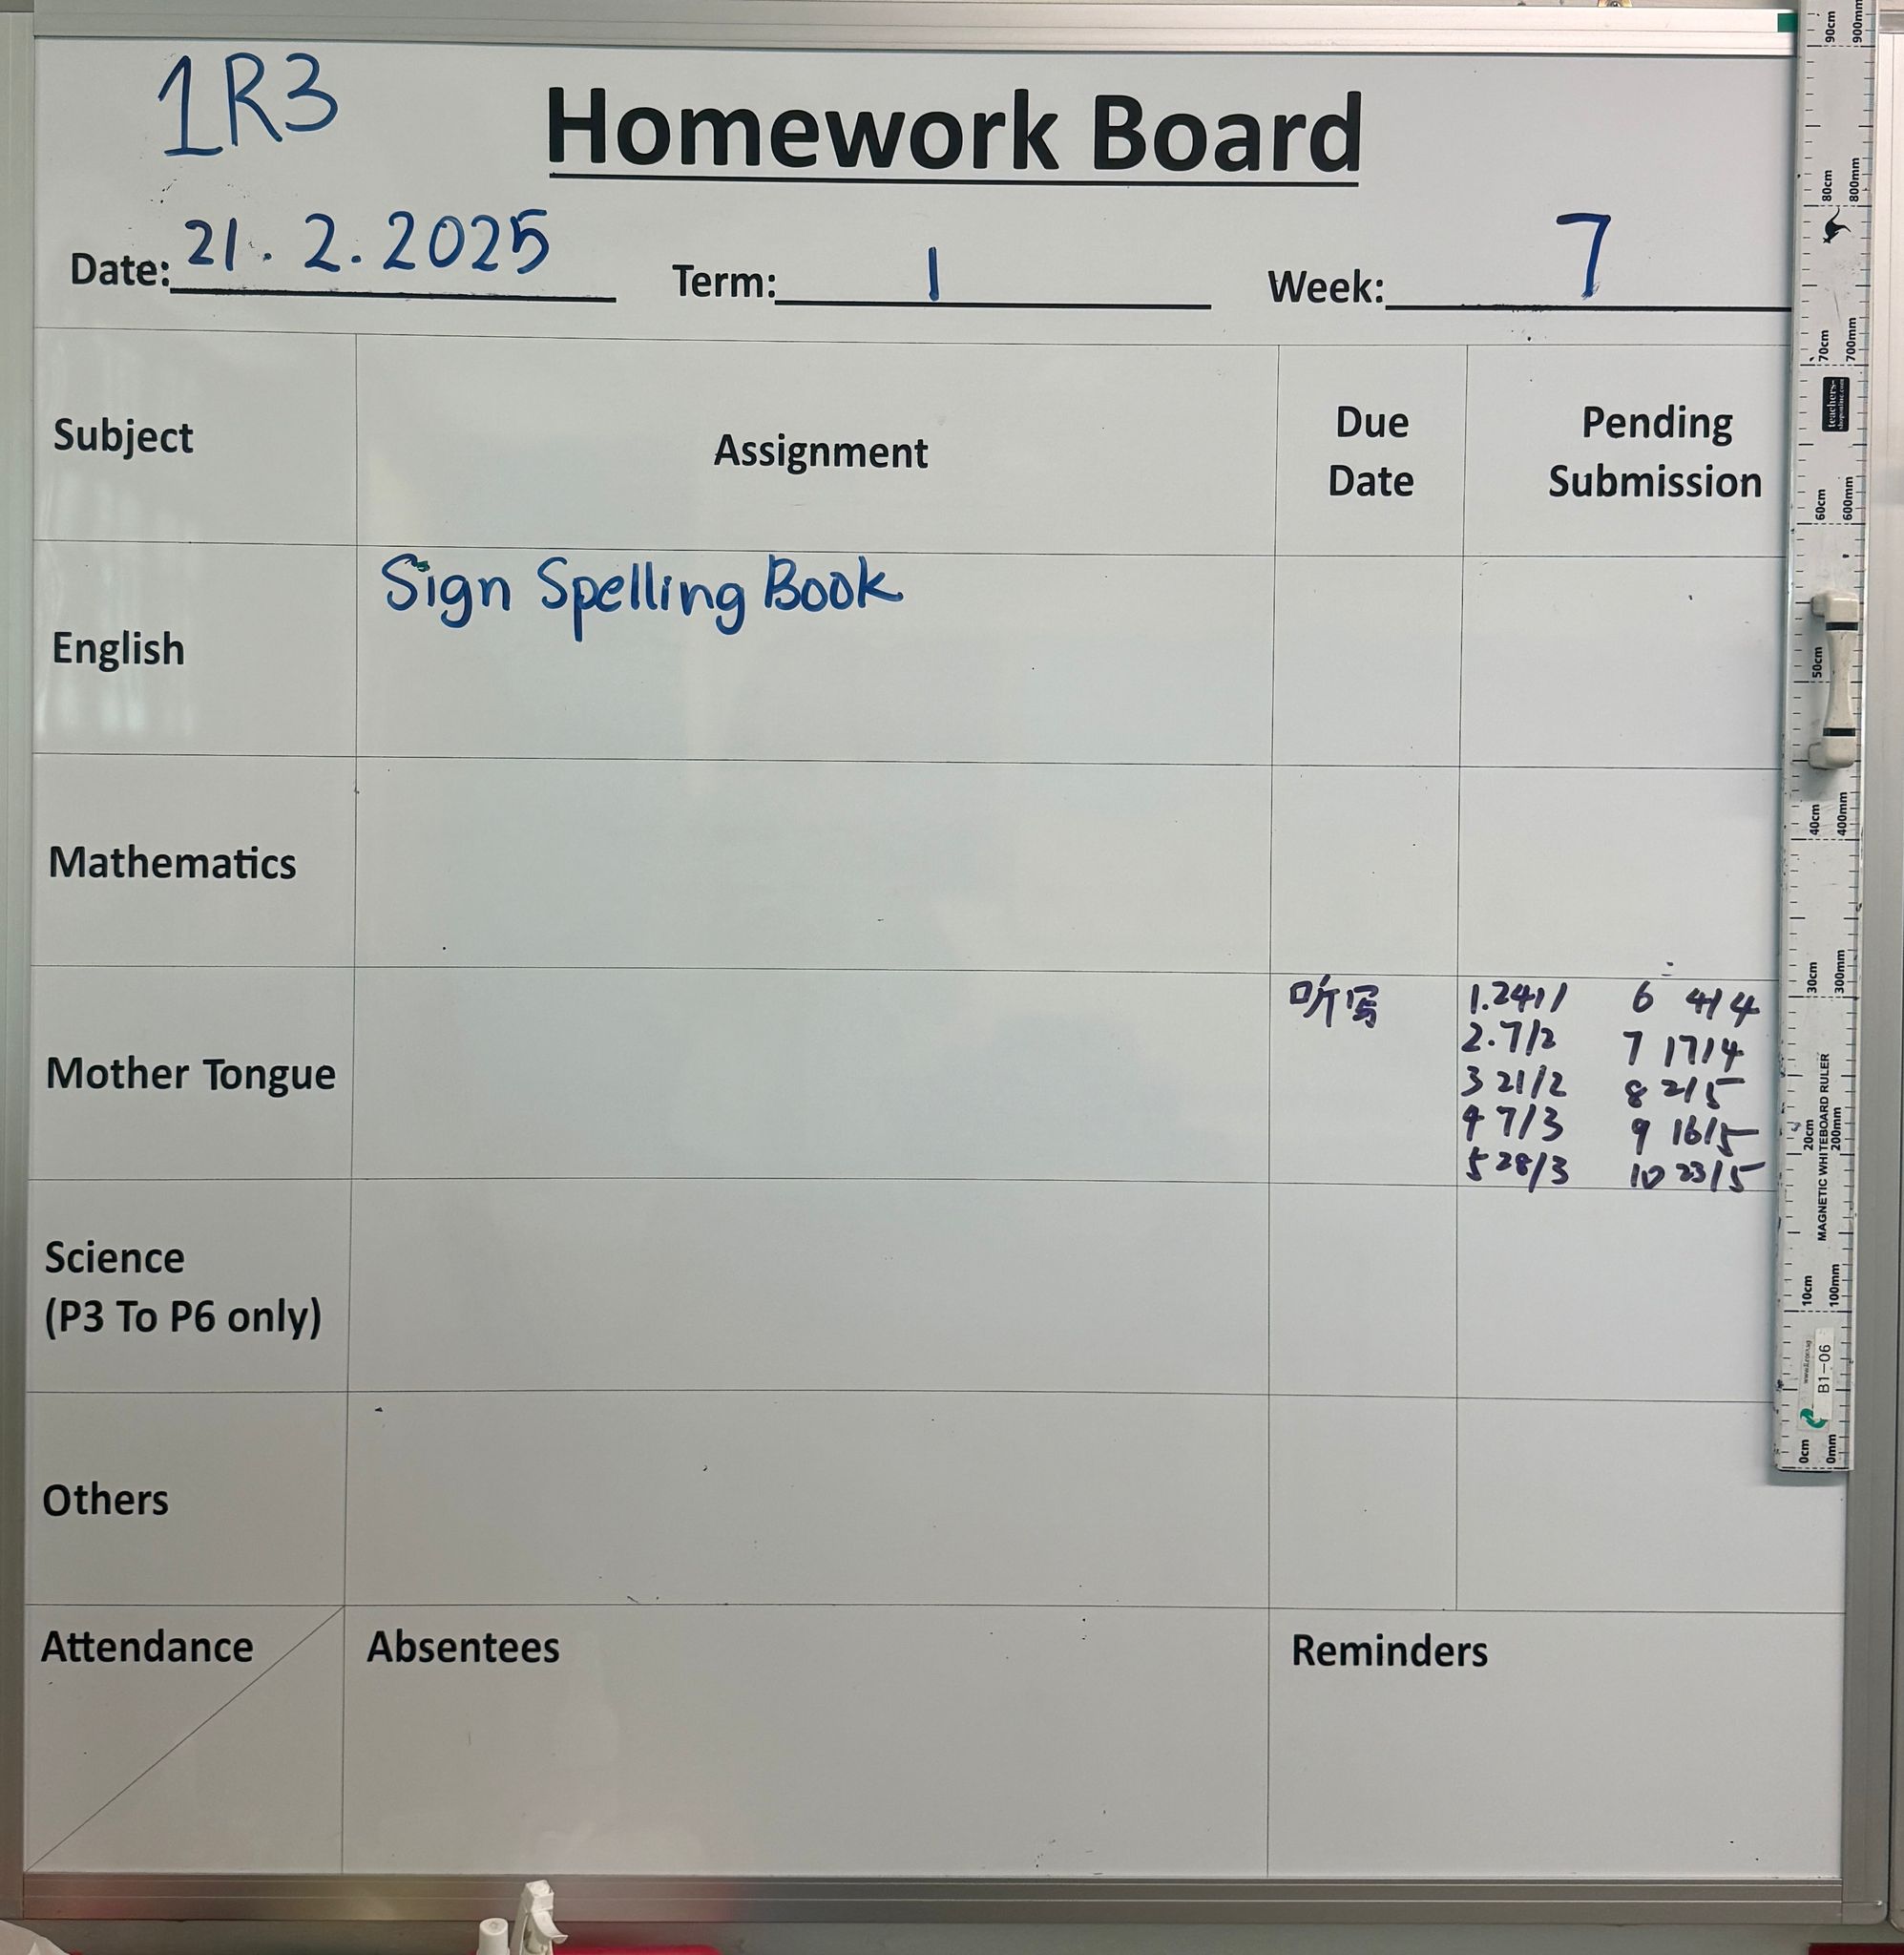 1R3
Homework Board
Date: 21.2.2025 Term: 1 Week: 7
Subject Assignment Due Date Pending Submission
English Sign Spelling Book
Mathematics
Mother Tongue 听写
1.24/1 6 4/4
2.7/2 7 17/4
3 21/2 8 2/5
4 7/3 9 16/5
5 28/3 10 23/5
Science
(P3 To P6 only)
Others
Attendance Absentees Reminders
90cm 900mm
80cm 800mm
70cm 700mm
60cm 600mm
50cm
40cm 400mm
30cm 300mm
20cm 200mm
MAGNETIC WHITEBOARD RULER
10cm 100mm
B1-06
0cm 0mm